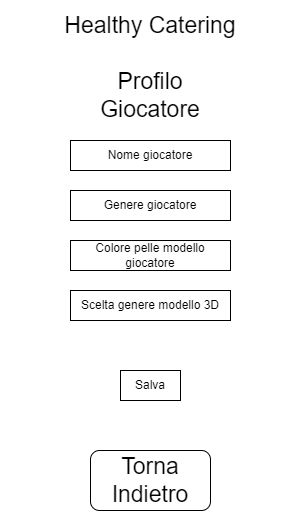 Healthy Catering
Profilo
Giocatore
Nome giocatore
Genere giocatore
Colore pelle modello
giocatore
Scelta genere modello 3D
Salva
Torna
Indietro